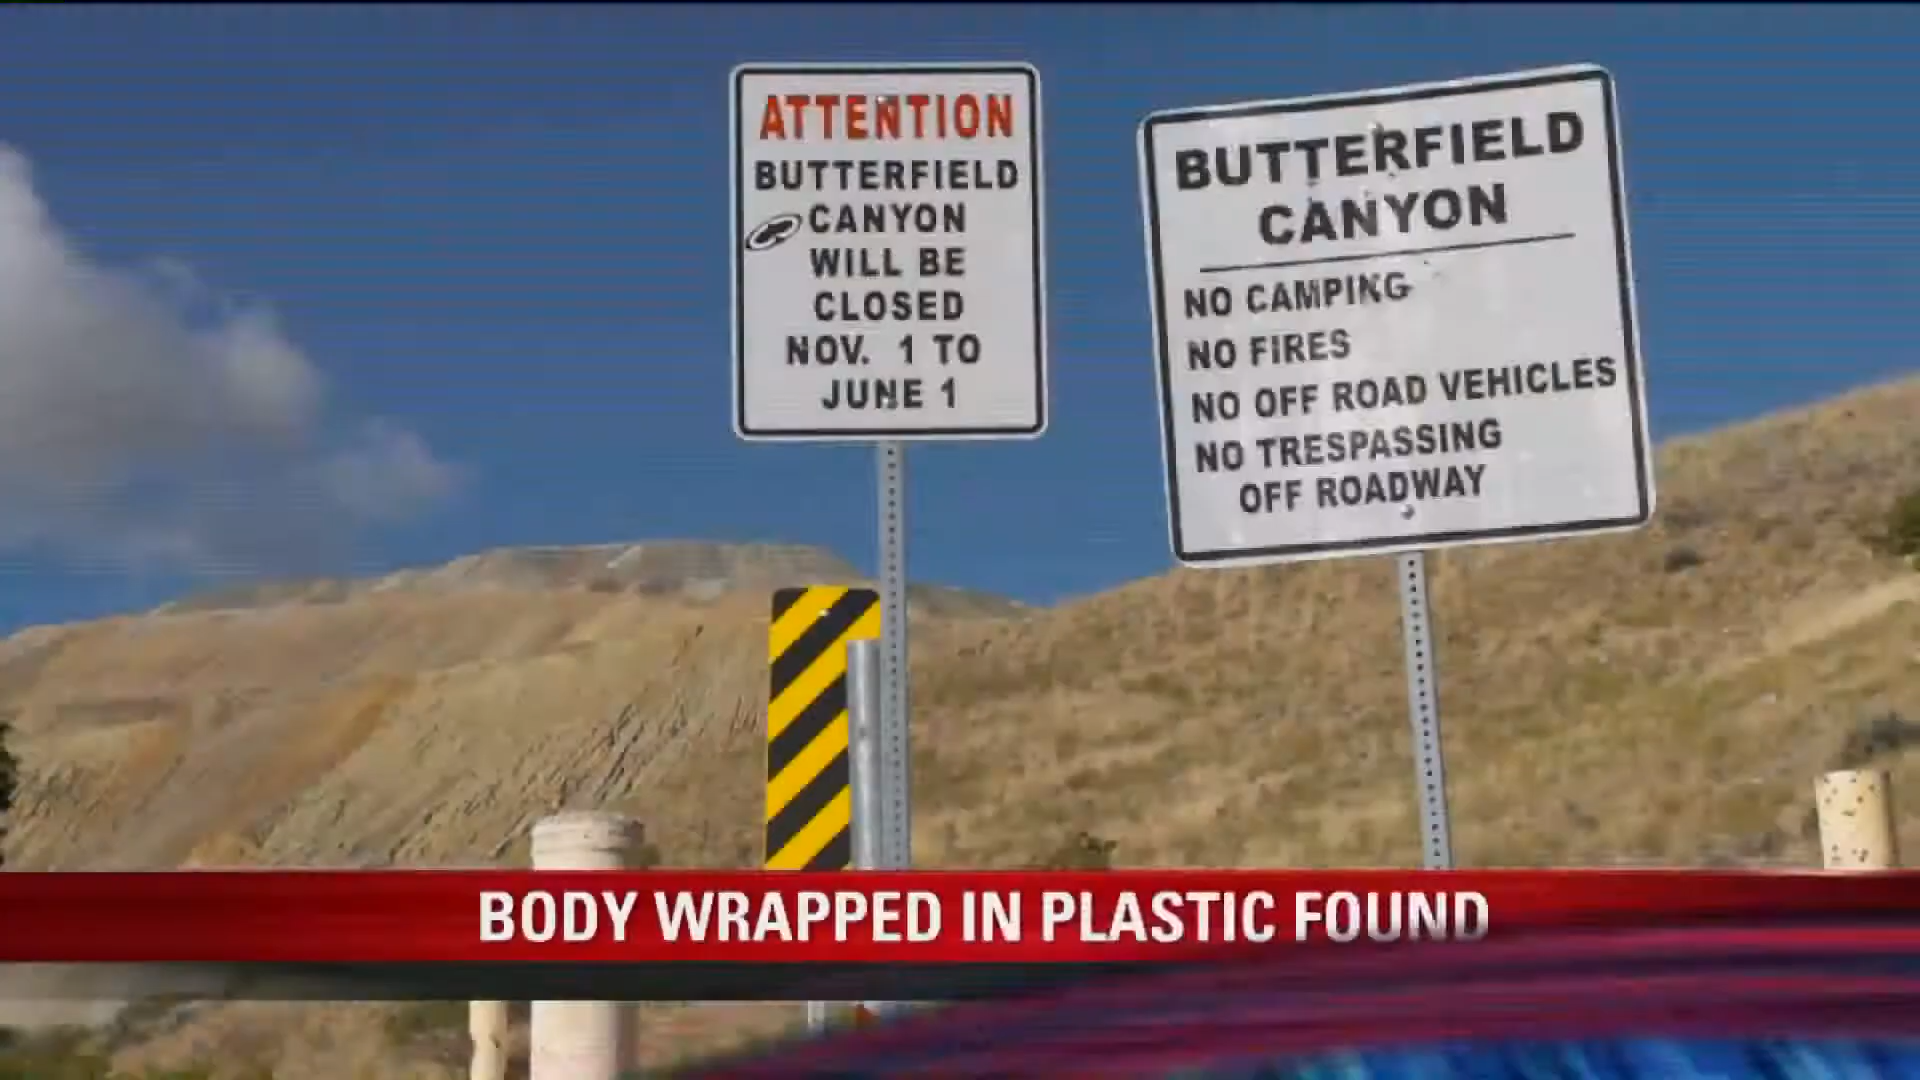 ATTENTION
BUTTERFIELD
CANYON
WILL BE
CLOSED
NOV. 1 TO
JUNE 1
BUTTERFIELD
CANYON
NO CAMPING
NO FIRES
NO OFF ROAD VEHICLES
NO TRESPASSING
OFF ROADWAY
BODY WRAPPED IN PLASTIC FOUND